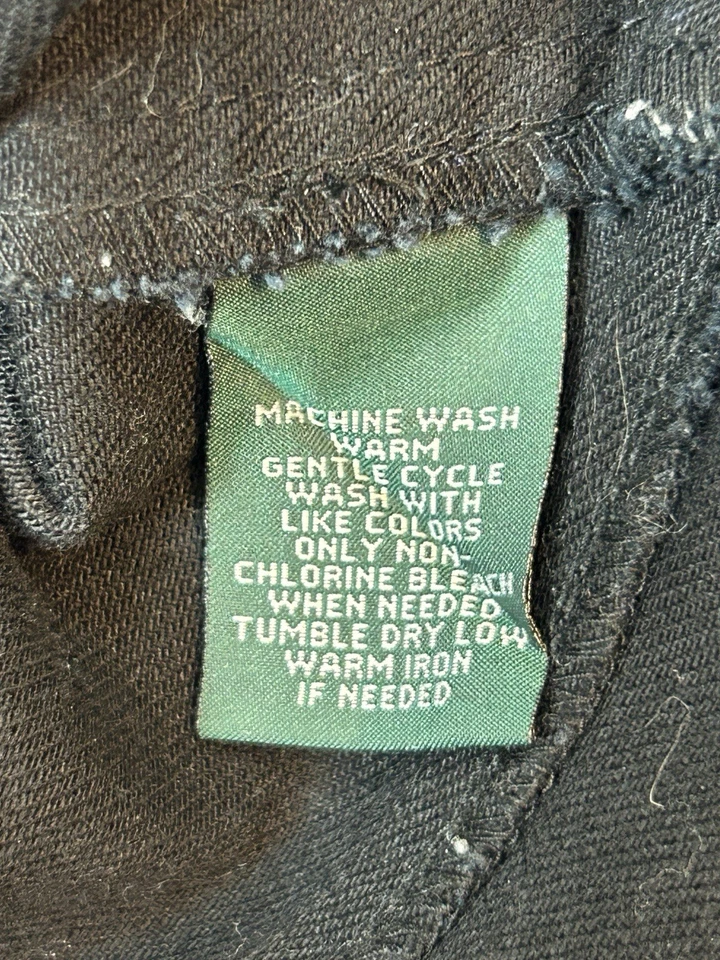 MACHINE WASH
WARM
GENTLE CYCLE
WASH WITH
LIKE COLORS
ONLY NON-
CHLORINE BLEACH
WHEN NEEDED
TUMBLE DRY LOW
WARM IRON
IF NEEDED